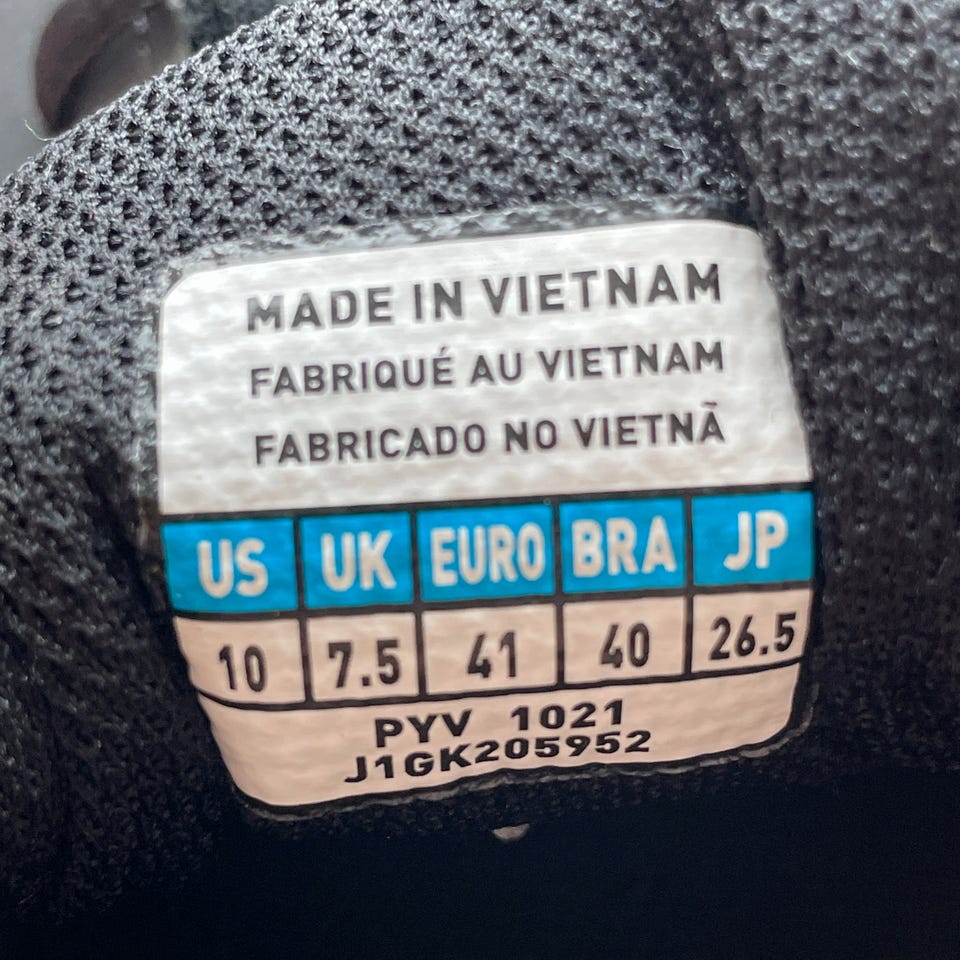 MADE IN VIETNAM
FABRIQUÉ AU VIETNAM
FABRICADO NO VIETNÃ
US UK EURO BRA JP
10 7.5 41 40 26.5
PYV 1021
J1GK205952